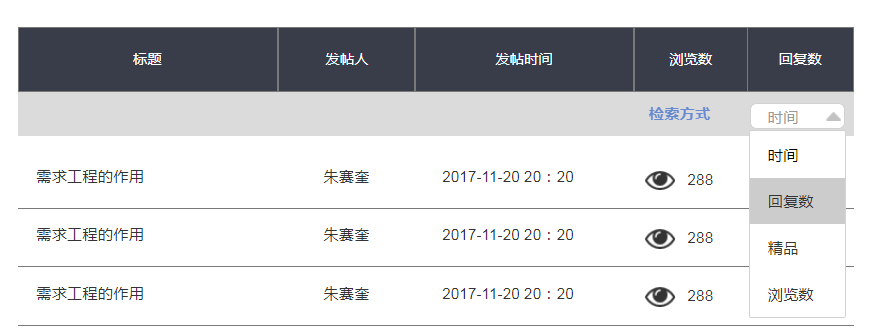 标题 发帖人 发帖时间 浏览数 回复数
检索方式 时间
时间
需求工程的作用 朱赛奎 2017-11-20 20：20 288
回复数
需求工程的作用 朱赛奎 2017-11-20 20：20 288
精品
需求工程的作用 朱赛奎 2017-11-20 20：20 288
浏览数